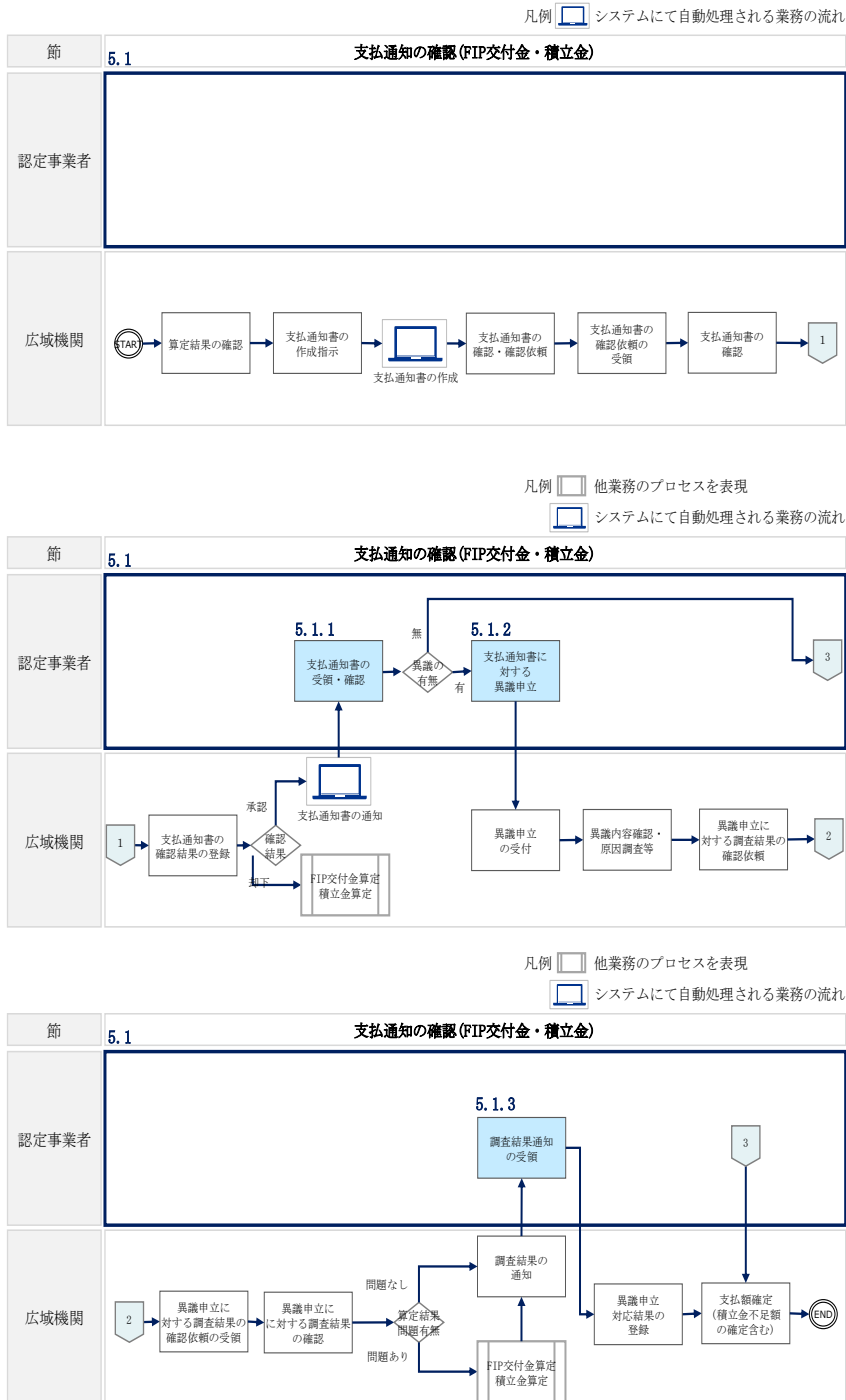 凡例 システムにて自動処理される業務の流れ
節
5.1
支払通知の確認(FIP交付金・積立金)
認定事業者
広域機関
START
算定結果の確認
支払通知書の
作成指示
支払通知書の作成
支払通知書の
確認・確認依頼
支払通知書の
確認依頼の
受領
支払通知書の
確認
1
凡例 他業務のプロセスを表現
システムにて自動処理される業務の流れ
節
5.1
支払通知の確認(FIP交付金・積立金)
認定事業者
5.1.1
支払通知書の
受領・確認
無
異議の
有無
有
5.1.2
支払通知書に
対する
異議申立
3
広域機関
1
支払通知書の
確認結果の登録
確認
結果
承認
却下
支払通知書の通知
FIP交付金算定
積立金算定
異議申立
の受付
異議内容確認・
原因調査等
異議申立に
対する調査結果の
確認依頼
2
凡例 他業務のプロセスを表現
システムにて自動処理される業務の流れ
節
5.1
支払通知の確認(FIP交付金・積立金)
認定事業者
5.1.3
調査結果通知
の受領
3
広域機関
2
異議申立に
対する調査結果の
確認依頼の受領
異議申立に
に対する調査結果
の確認
問題なし
算定結果
問題有無
問題あり
調査結果の
通知
FIP交付金算定
積立金算定
異議申立
対応結果の
登録
支払額確定
(積立金不足額
の確定含む)
END